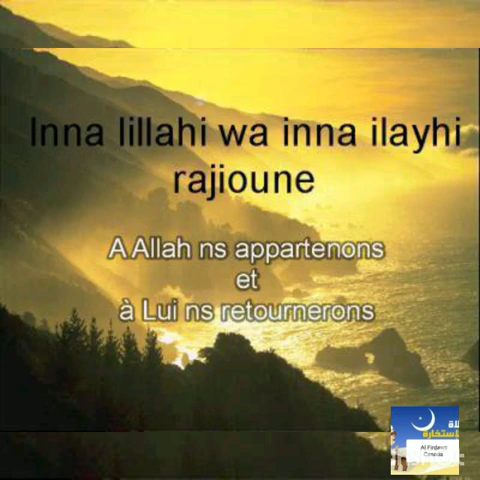 Inna lillahi wa inna ilayhi
rajioune
A Allah ns appartenons
et
à Lui ns retournerons